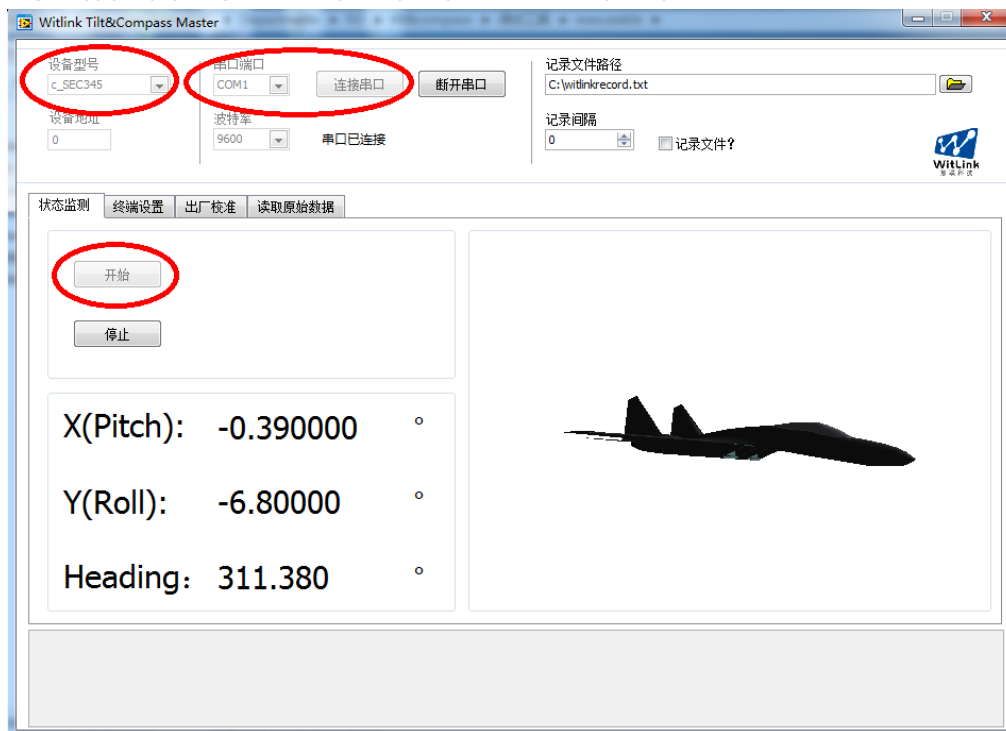 Witlink Tilt&Compass Master
设备型号
c_SEC345
设备地址
0
串口端口
COM1
连接串口
断开串口
波特率
9600
串口已连接
记录文件路径
C:\witlinkrecord.txt
记录间隔
0
记录文件?
WitLink
状态监测
终端设置
出厂校准
读取原始数据
开始
停止
X(Pitch): -0.390000 °
Y(Roll): -6.80000 °
Heading: 311.380 °